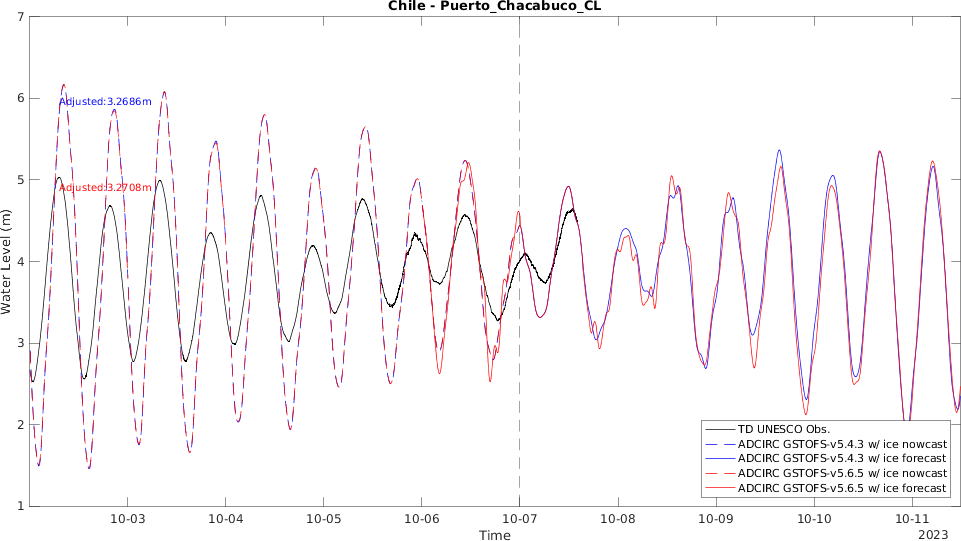 Chile - Puerto_Chacabuco_CL
7
6
5
4
3
2
1
Water Level (m)
Adjusted:3.2686m
Adjusted:3.2708m
TD UNESCO Obs.
ADCIRC GSTOFS-v5.4.3 w/ ice nowcast
ADCIRC GSTOFS-v5.4.3 w/ ice forecast
ADCIRC GSTOFS-v5.6.5 w/ ice nowcast
ADCIRC GSTOFS-v5.6.5 w/ ice forecast
10-03 10-04 10-05 10-06 10-07 10-08 10-09 10-10 10-11
Time
2023